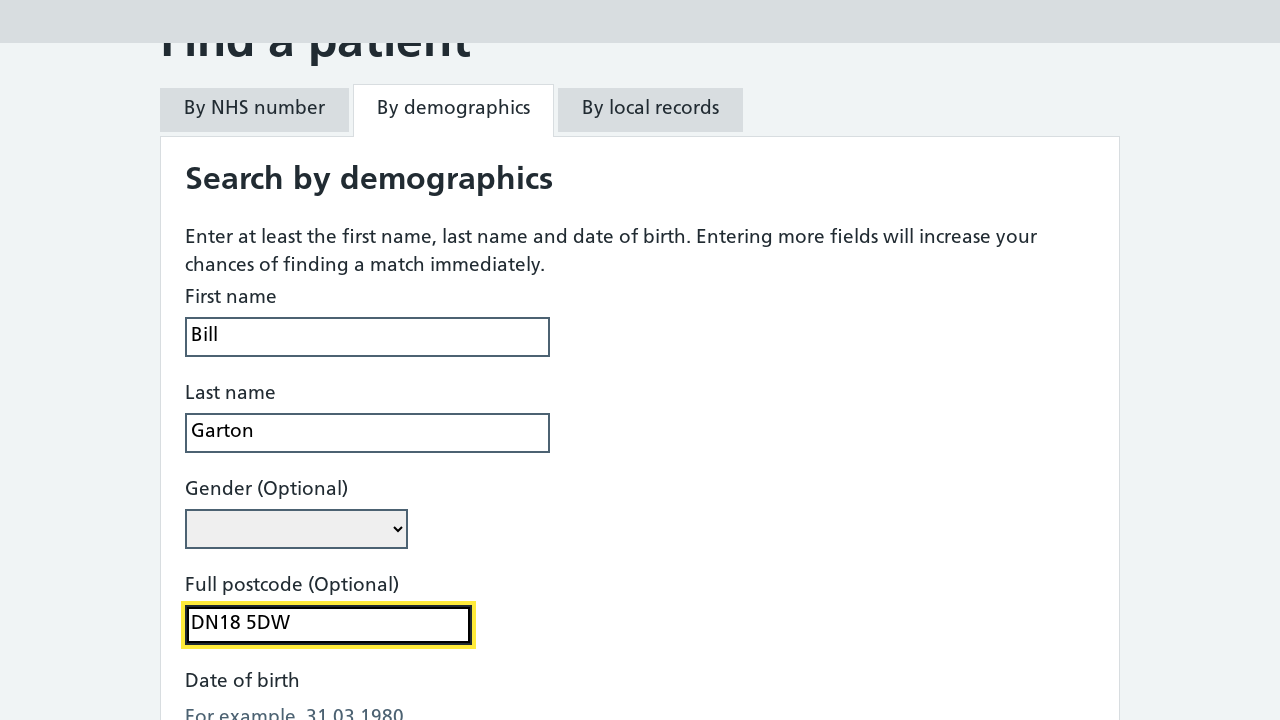 Find a patient
By NHS number
By demographics
By local records
Search by demographics
Enter at least the first name, last name and date of birth. Entering more fields will increase your
chances of finding a match immediately.
First name
Bill
Last name
Garton
Gender (Optional)
Full postcode (Optional)
DN18 5DW
Date of birth
For example, 31 03 1980